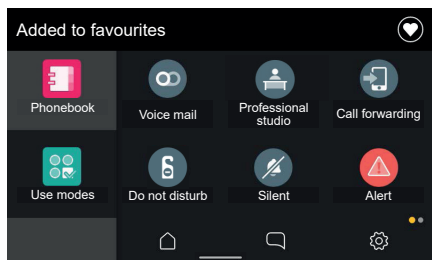 Added to favourites
Phonebook
Voice mail
Professional
studio
Call forwarding
Use modes
Do not disturb
Silent
Alert